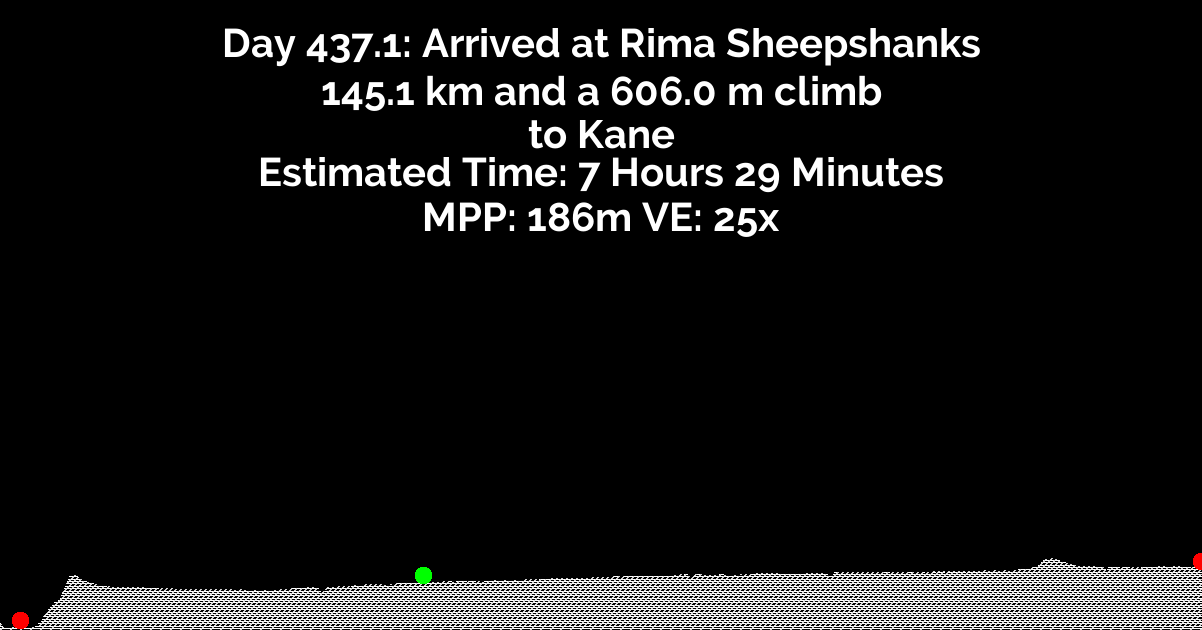 Day 437.1: Arrived at Rima Sheepshanks
145.1 km and a 606.0 m climb
to Kane
Estimated Time: 7 Hours 29 Minutes
MPP: 186m VE: 25x